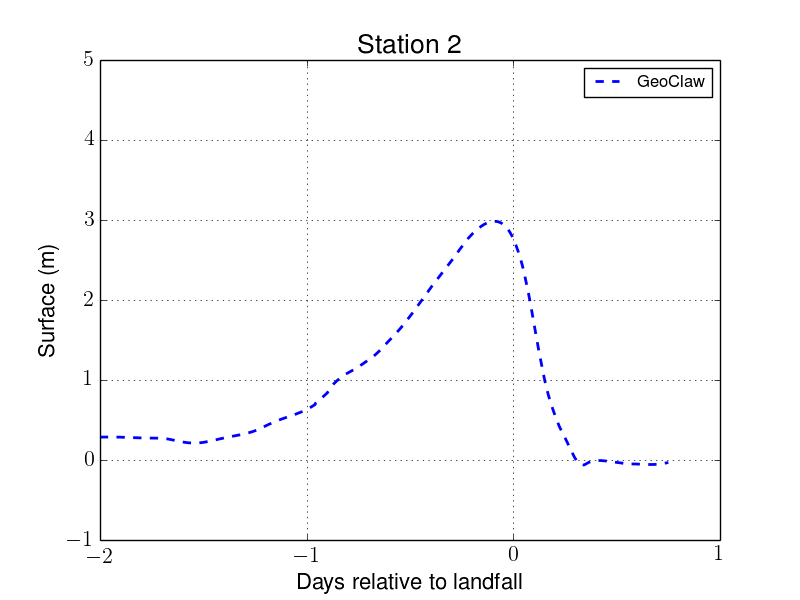 Station 2
GeoClaw
5
4
3
2
1
0
−1
Surface (m)
−2
−1
0
1
Days relative to landfall